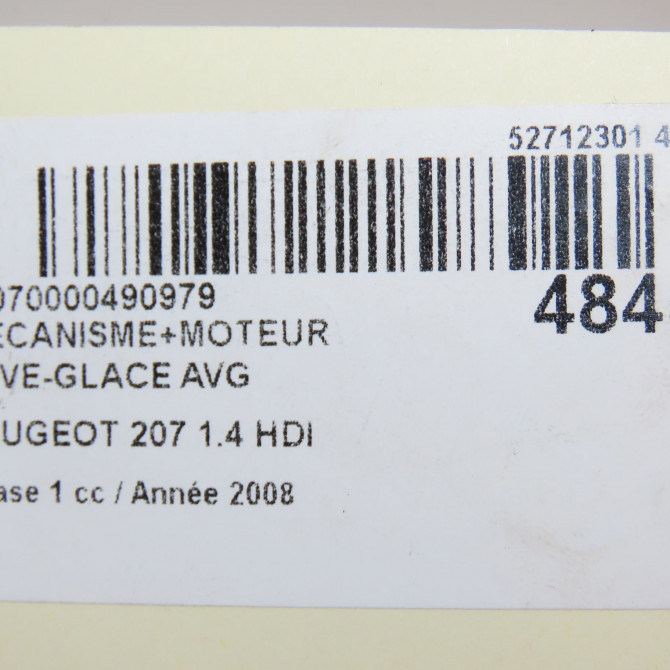 52712301 4
070000490979
484
ECANISME+MOTEUR
VE-GLACE AVG
UGEOT 207 1.4 HDI
ase 1 cc / Année 2008